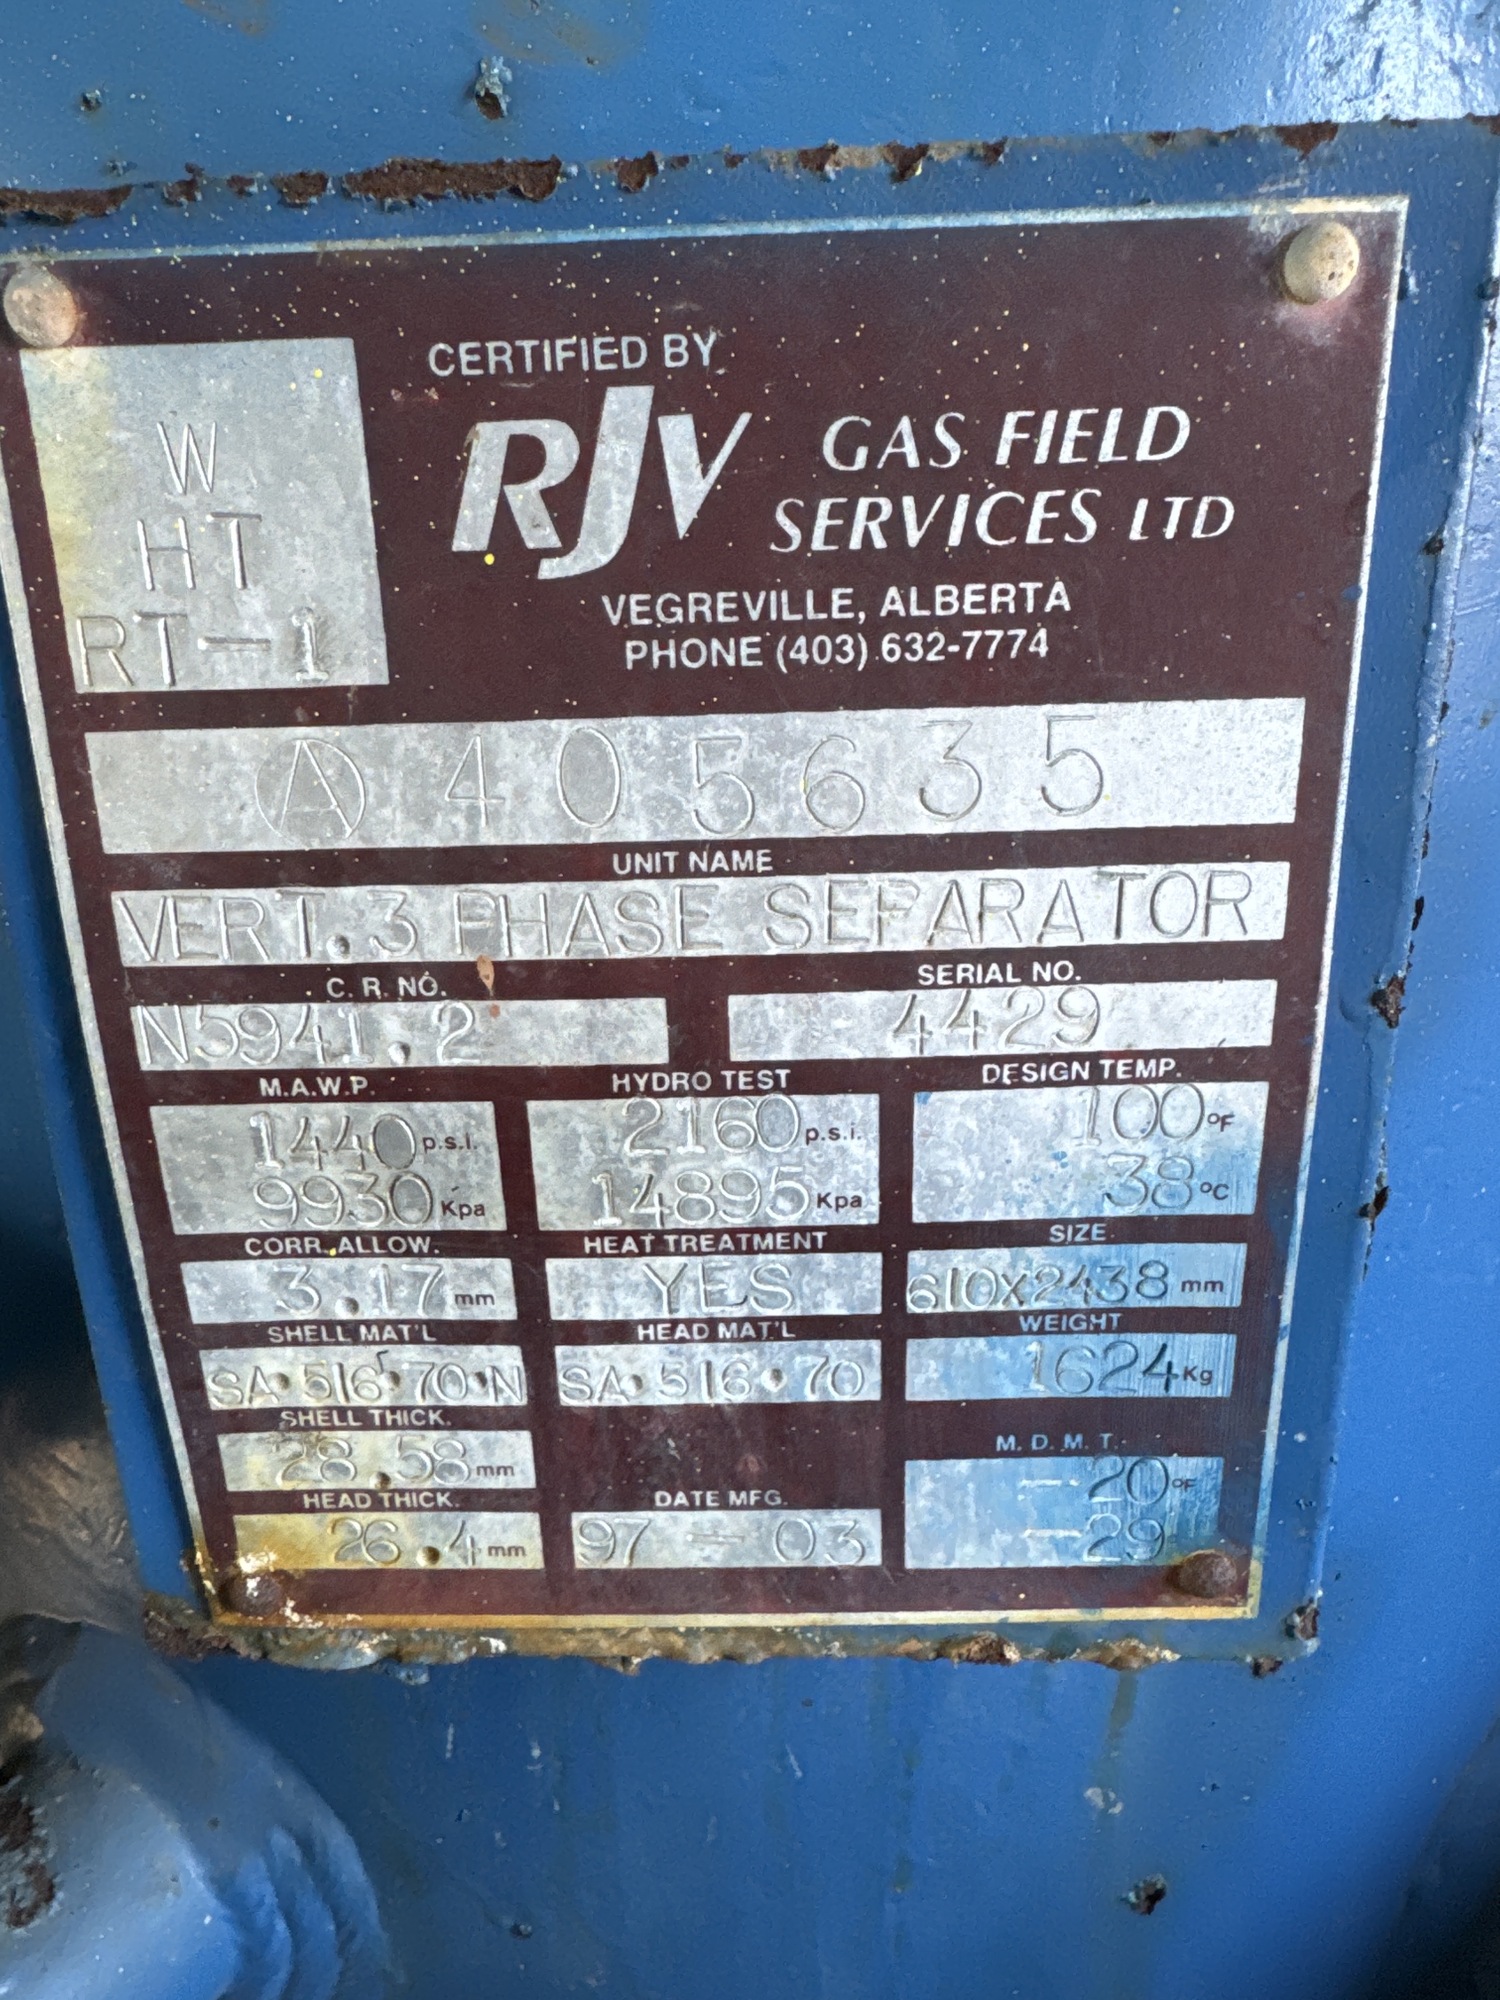 CERTIFIED BY
W
HT
RT-1
RJV GAS FIELD
SERVICES LTD
VEGREVILLE, ALBERTA
PHONE (403) 632-7774
Ⓐ 405635
UNIT NAME
VERT. 3 PHASE SEPARATOR
C. R. NO. SERIAL NO.
N5941.2 4429
M.A.W.P. HYDRO TEST DESIGN TEMP.
1440 p.s.i. 2160 p.s.i. 100 °F
9930 Kpa 14895 Kpa 38 °C
CORR. ALLOW. HEAT TREATMENT SIZE
3.17 mm YES 610X2438 mm
SHELL MAT'L HEAD MAT'L WEIGHT
SA•516•70•N SA•516•70 1624 Kg
SHELL THICK. M. D. M. T.
28.58 mm -20 °F
HEAD THICK. DATE MFG. -29
26.4 mm 97-03